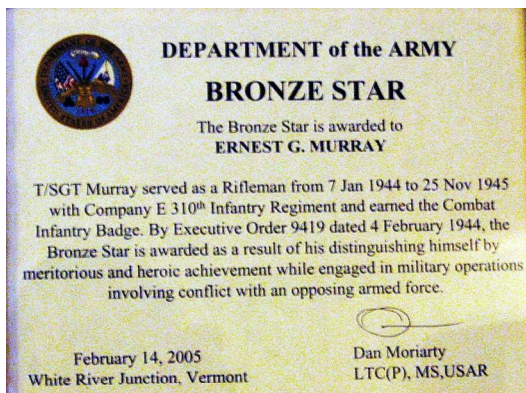 DEPARTMENT of the ARMY
BRONZE STAR
The Bronze Star is awarded to
ERNEST G. MURRAY
T/SGT Murray served as a Rifleman from 7 Jan 1944 to 25 Nov 1945
with Company E 310th Infantry Regiment and earned the Combat
Infantry Badge. By Executive Order 9419 dated 4 February 1944, the
Bronze Star is awarded as a result of his distinguishing himself by
meritorious and heroic achievement while engaged in military operations
involving conflict with an opposing armed force.
February 14, 2005
White River Junction, Vermont
Dan Moriarty
LTC(P), MS,USAR